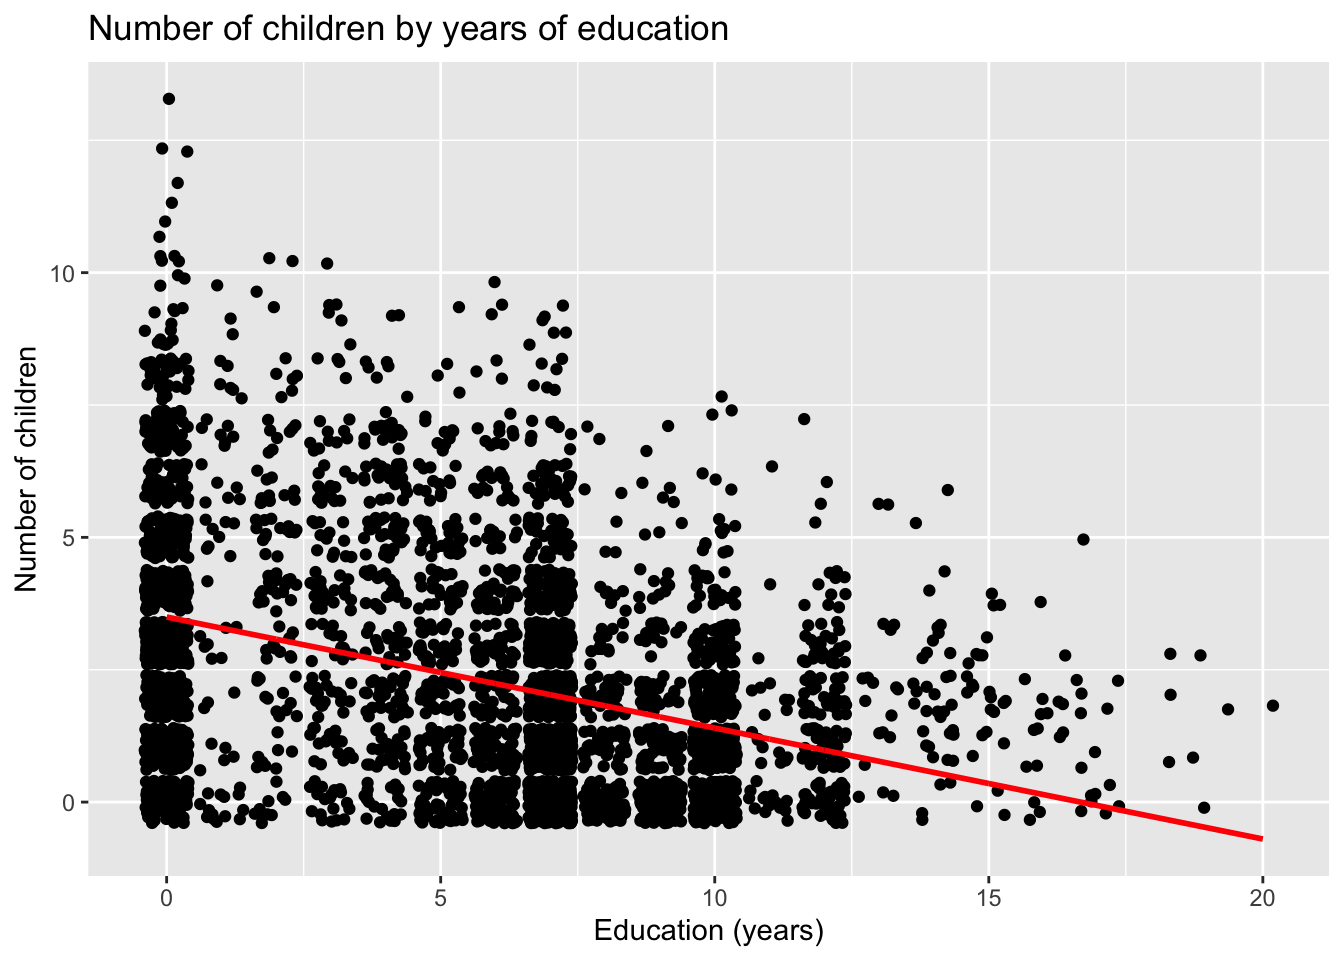 Number of children by years of education
Number of children
10
5
0
0 5 10 15 20
Education (years)